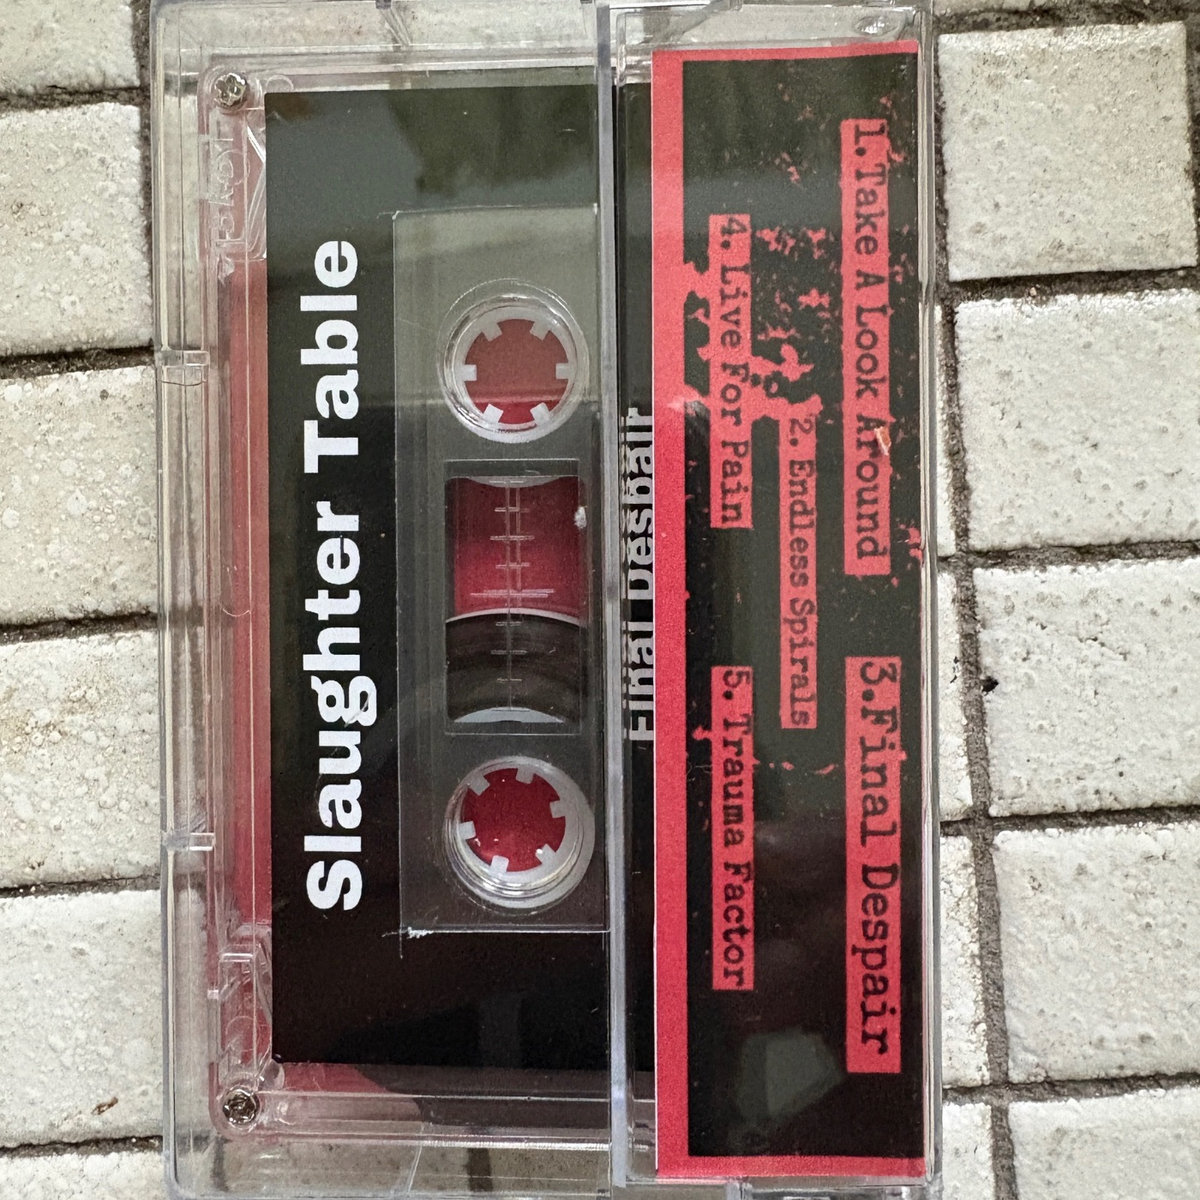 Slaughter Table
Final Despair
1. Take A Look Around
2. Endless Spirals
3. Final Despair
4. Live For Pain
5. Trauma Factor